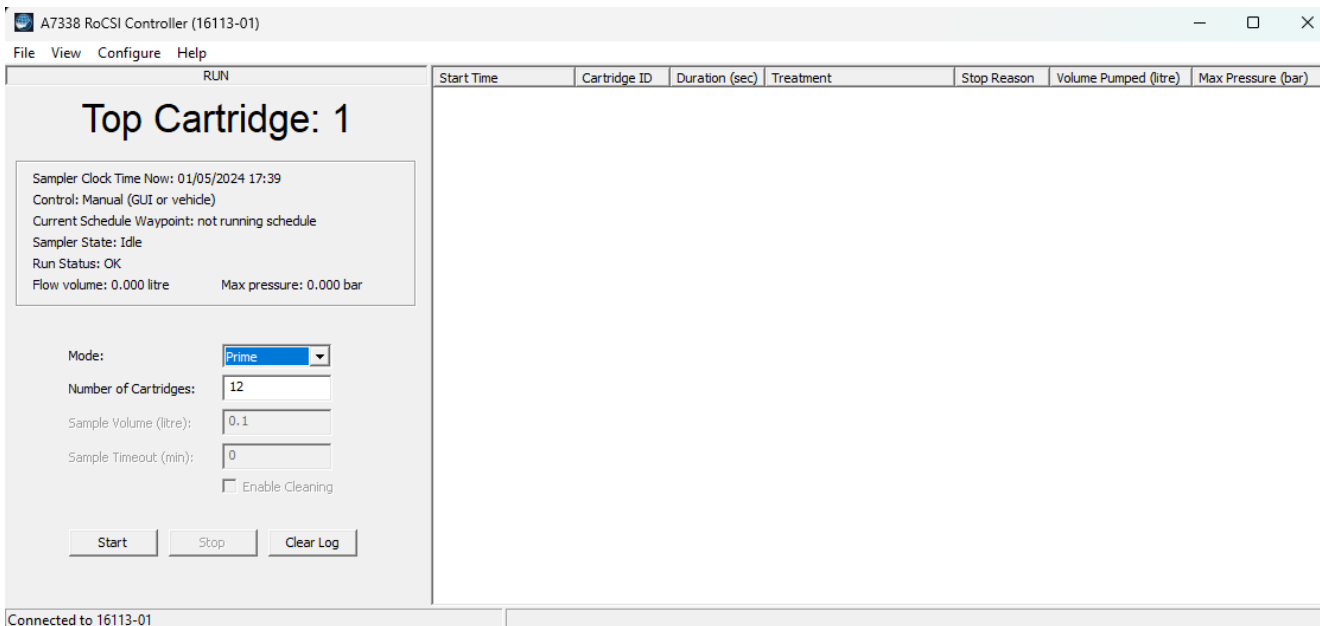 A7338 RoCSI Controller (16113-01)
File View Configure Help
RUN
Top Cartridge: 1
Sampler Clock Time Now: 01/05/2024 17:39
Control: Manual (GUI or vehicle)
Current Schedule Waypoint: not running schedule
Sampler State: Idle
Run Status: OK
Flow volume: 0.000 litre Max pressure: 0.000 bar
Mode: Prime
Number of Cartridges: 12
Sample Volume (litre): 0.1
Sample Timeout (min): 0
Enable Cleaning
Start Stop Clear Log
Start Time Cartridge ID Duration (sec) Treatment Stop Reason Volume Pumped (litre) Max Pressure (bar)
Connected to 16113-01